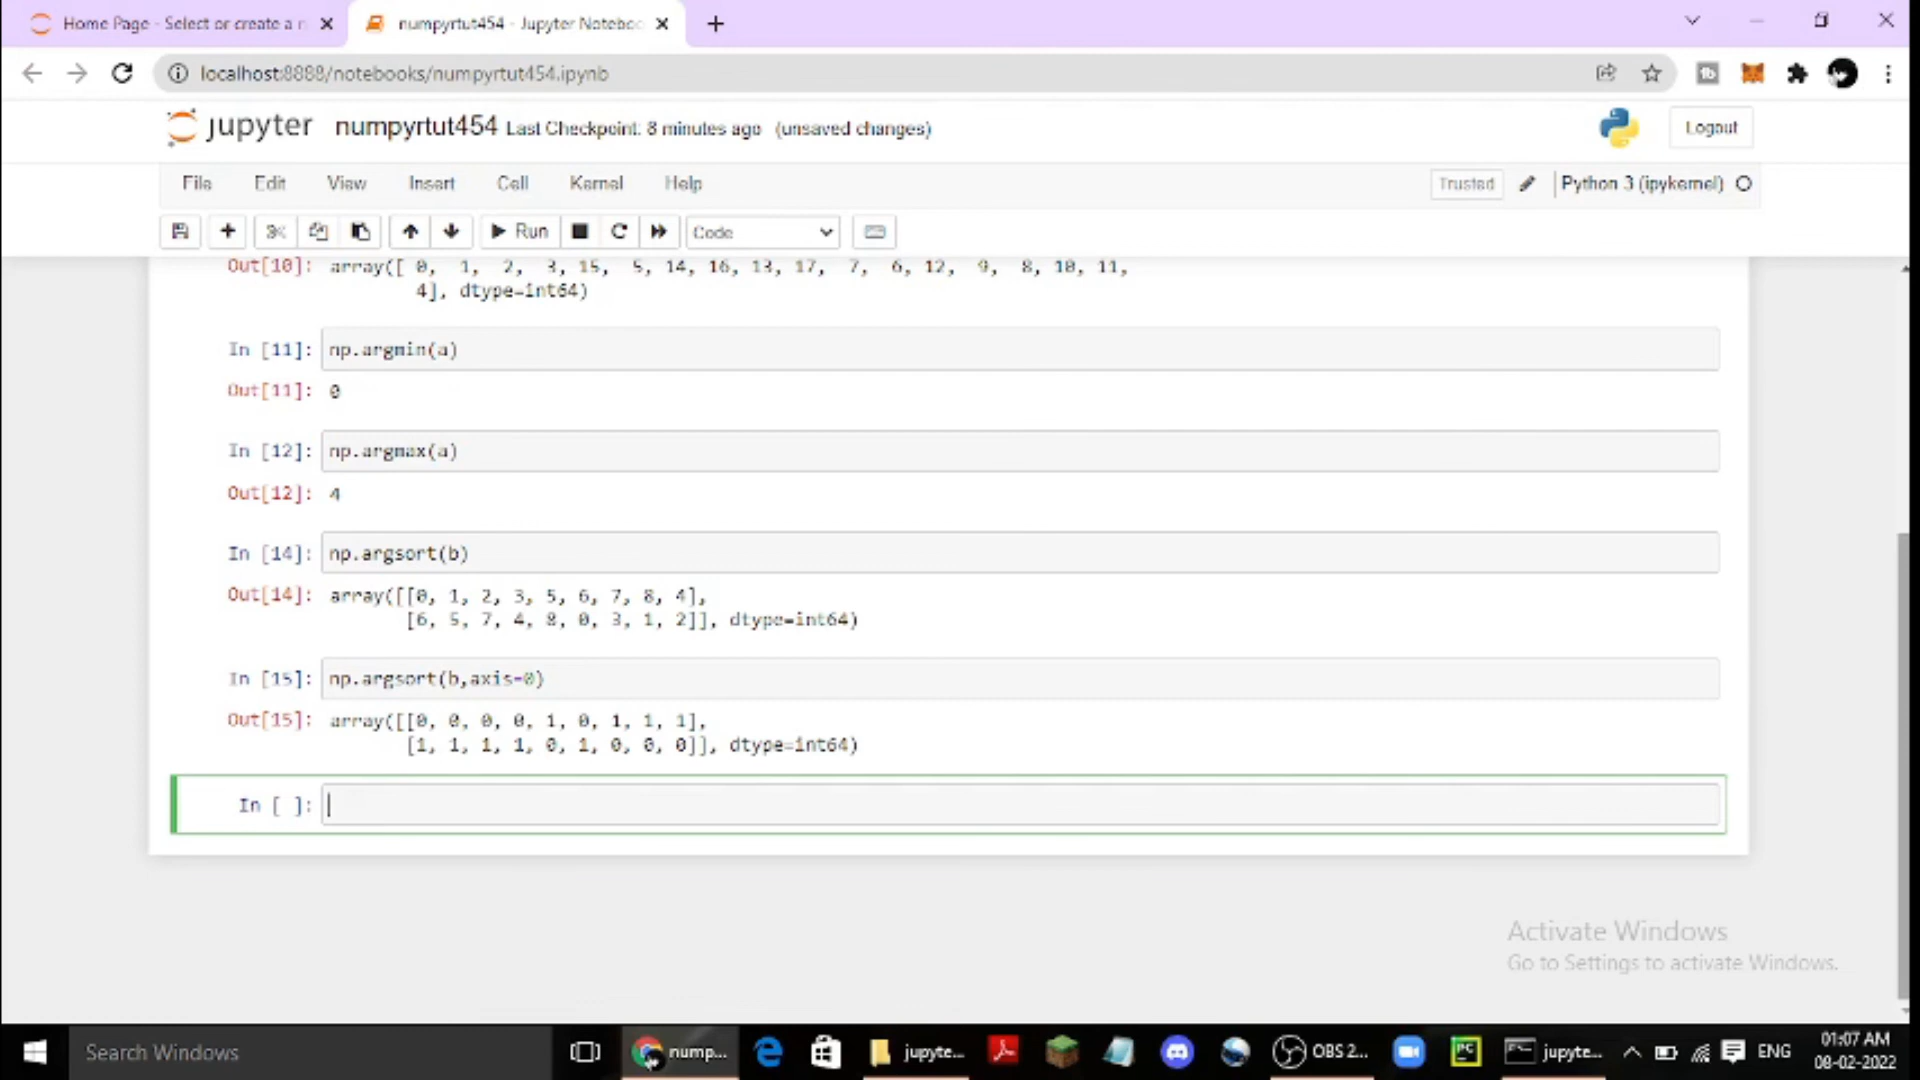 Home Page - Select or create a n
numpyrtut454 - Jupyter Noteboo
localhost:8888/notebooks/numpyrtut454.ipynb
jupyter numpyrtut454 Last Checkpoint: 8 minutes ago (unsaved changes)
Logout
File Edit View Insert Cell Kernel Help
Trusted
Python 3 (ipykernel)
Run
Code
Out[10]: array([ 0, 1, 2, 3, 15, 5, 14, 16, 13, 17, 7, 6, 12, 9, 8, 10, 11,
4], dtype=int64)
In [11]: np.argmin(a)
Out[11]: 0
In [12]: np.argmax(a)
Out[12]: 4
In [14]: np.argsort(b)
Out[14]: array([[0, 1, 2, 3, 5, 6, 7, 8, 4],
[6, 5, 7, 4, 8, 0, 3, 1, 2]], dtype=int64)
In [15]: np.argsort(b,axis=0)
Out[15]: array([[0, 0, 0, 0, 1, 0, 1, 1, 1],
[1, 1, 1, 1, 0, 1, 0, 0, 0]], dtype=int64)
In [ ]:
Activate Windows
Go to Settings to activate Windows.
Search Windows
nump...
jupyte...
OBS 2...
PC
jupyte...
ENG
01:07 AM
08-02-2022